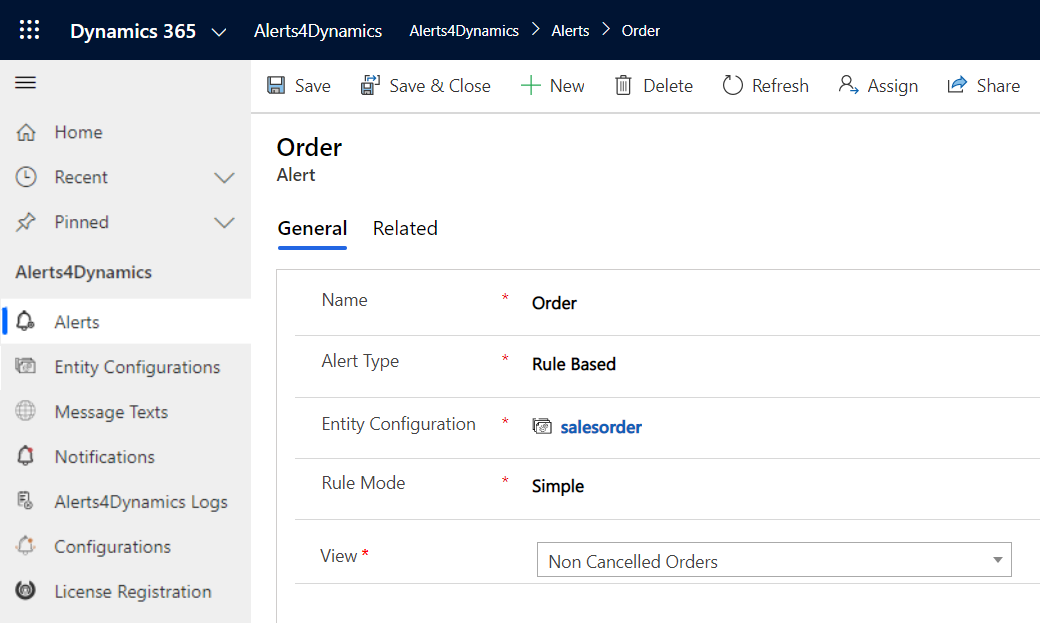 Dynamics 365 Alerts4Dynamics Alerts4Dynamics > Alerts > Order
Save Save & Close New Delete Refresh Assign Share
Home
Recent
Pinned
Alerts4Dynamics
Alerts
Entity Configurations
Message Texts
Notifications
Alerts4Dynamics Logs
Configurations
License Registration
Order
Alert
General Related
Name * Order
Alert Type * Rule Based
Entity Configuration * salesorder
Rule Mode * Simple
View * Non Cancelled Orders